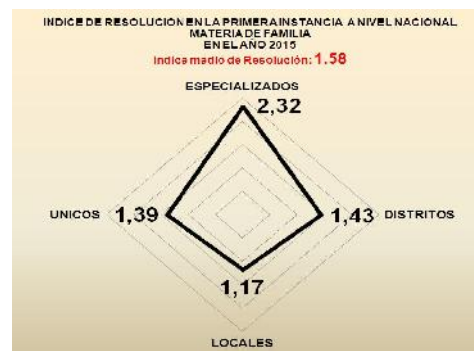 INDICE DE RESOLUCION EN LA PRIMERA INSTANCIA A NIVEL NACIONAL
MATERIA DE FAMILIA
EN EL AÑO 2015
Indice madio de Resolución: 1.58
ESPECIALIZADOS
2,32
UNICOS 1,39 1,43 DISTRITOS
1,17
LOCALES